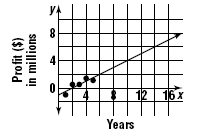 y
8
4
0
4 8 12 16 x
Profit ($)
in millions
Years